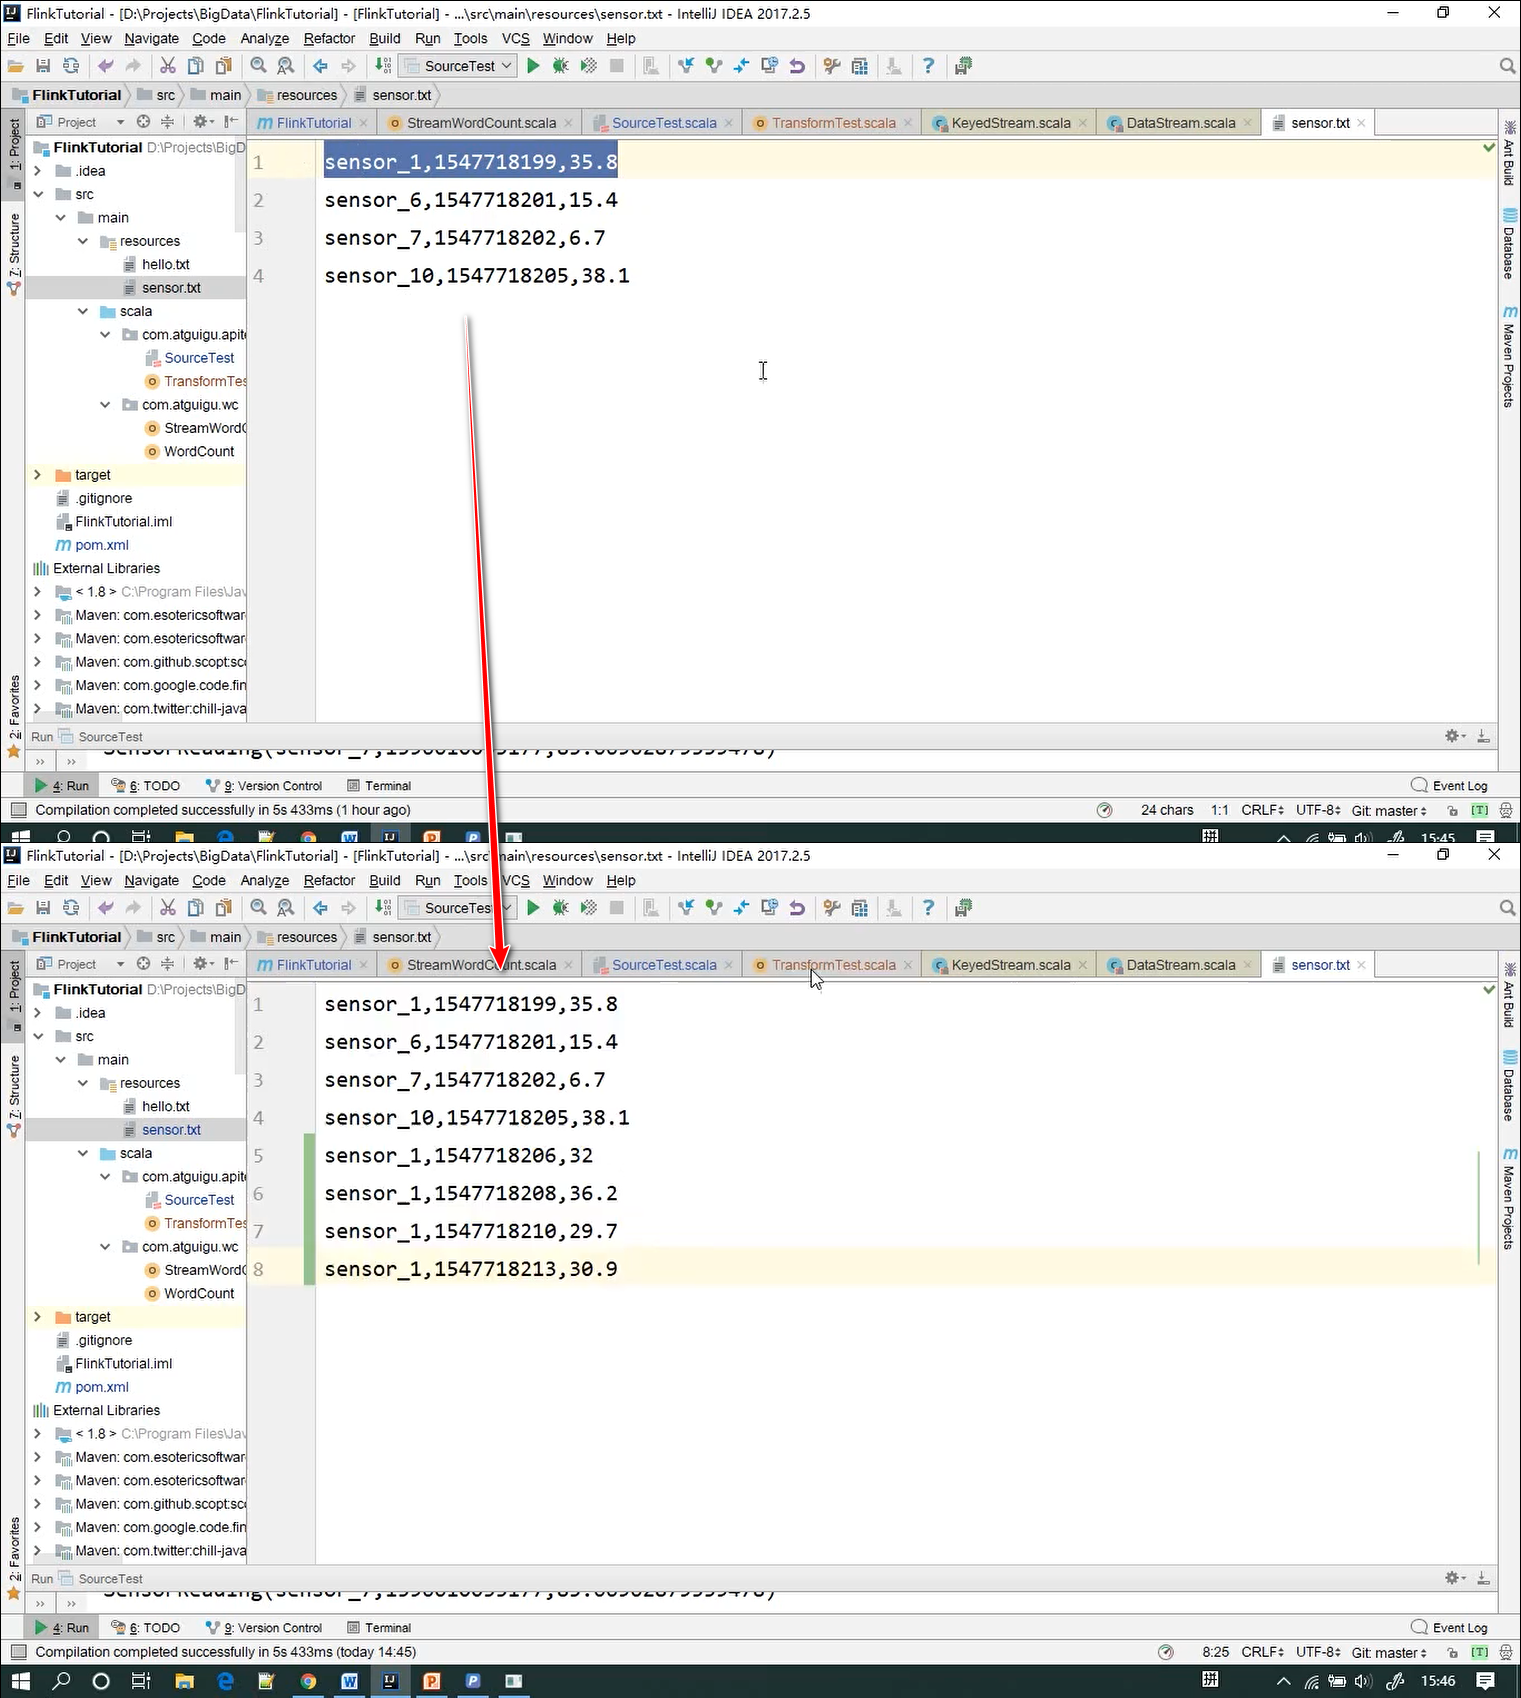 FlinkTutorial - [D:\Projects\BigData\FlinkTutorial] - [FlinkTutorial] - ...\src\main\resources\sensor.txt - IntelliJ IDEA 2017.2.5
File Edit View Navigate Code Analyze Refactor Build Run Tools VCS Window Help
SourceTest
FlinkTutorial src main resources sensor.txt
Project FlinkTutorial StreamWordCount.scala SourceTest.scala TransformTest.scala KeyedStream.scala DataStream.scala sensor.txt
1: Project
7: Structure
2: Favorites
FlinkTutorial D:\Projects\BigD
.idea
src
main
resources
hello.txt
sensor.txt
scala
com.atguigu.apite
SourceTest
TransformTes
com.atguigu.wc
StreamWordC
WordCount
target
.gitignore
FlinkTutorial.iml
pom.xml
External Libraries
< 1.8 > C:\Program Files\Jav
Maven: com.esotericsoftwar
Maven: com.esotericsoftwar
Maven: com.github.scopt:sc
Maven: com.google.code.fin
Maven: com.twitter:chill-java
1 sensor_1,1547718199,35.8
2 sensor_6,1547718201,15.4
3 sensor_7,1547718202,6.7
4 sensor_10,1547718205,38.1
Ant Build
Database
Maven Projects
Run SourceTest
4: Run 6: TODO 9: Version Control Terminal Event Log
Compilation completed successfully in 5s 433ms (1 hour ago) 24 chars 1:1 CRLF UTF-8 Git: master
15:45
FlinkTutorial - [D:\Projects\BigData\FlinkTutorial] - [FlinkTutorial] - ...\src\main\resources\sensor.txt - IntelliJ IDEA 2017.2.5
File Edit View Navigate Code Analyze Refactor Build Run Tools VCS Window Help
SourceTest
FlinkTutorial src main resources sensor.txt
Project FlinkTutorial StreamWordCount.scala SourceTest.scala TransformTest.scala KeyedStream.scala DataStream.scala sensor.txt
1: Project
7: Structure
2: Favorites
FlinkTutorial D:\Projects\BigD
.idea
src
main
resources
hello.txt
sensor.txt
scala
com.atguigu.apite
SourceTest
TransformTes
com.atguigu.wc
StreamWordC
WordCount
target
.gitignore
FlinkTutorial.iml
pom.xml
External Libraries
< 1.8 > C:\Program Files\Jav
Maven: com.esotericsoftwar
Maven: com.esotericsoftwar
Maven: com.github.scopt:sc
Maven: com.google.code.fin
Maven: com.twitter:chill-java
1 sensor_1,1547718199,35.8
2 sensor_6,1547718201,15.4
3 sensor_7,1547718202,6.7
4 sensor_10,1547718205,38.1
5 sensor_1,1547718206,32
6 sensor_1,1547718208,36.2
7 sensor_1,1547718210,29.7
8 sensor_1,1547718213,30.9
Ant Build
Database
Maven Projects
Run SourceTest
4: Run 6: TODO 9: Version Control Terminal Event Log
Compilation completed successfully in 5s 433ms (today 14:45) 8:25 CRLF UTF-8 Git: master
拼 15:46